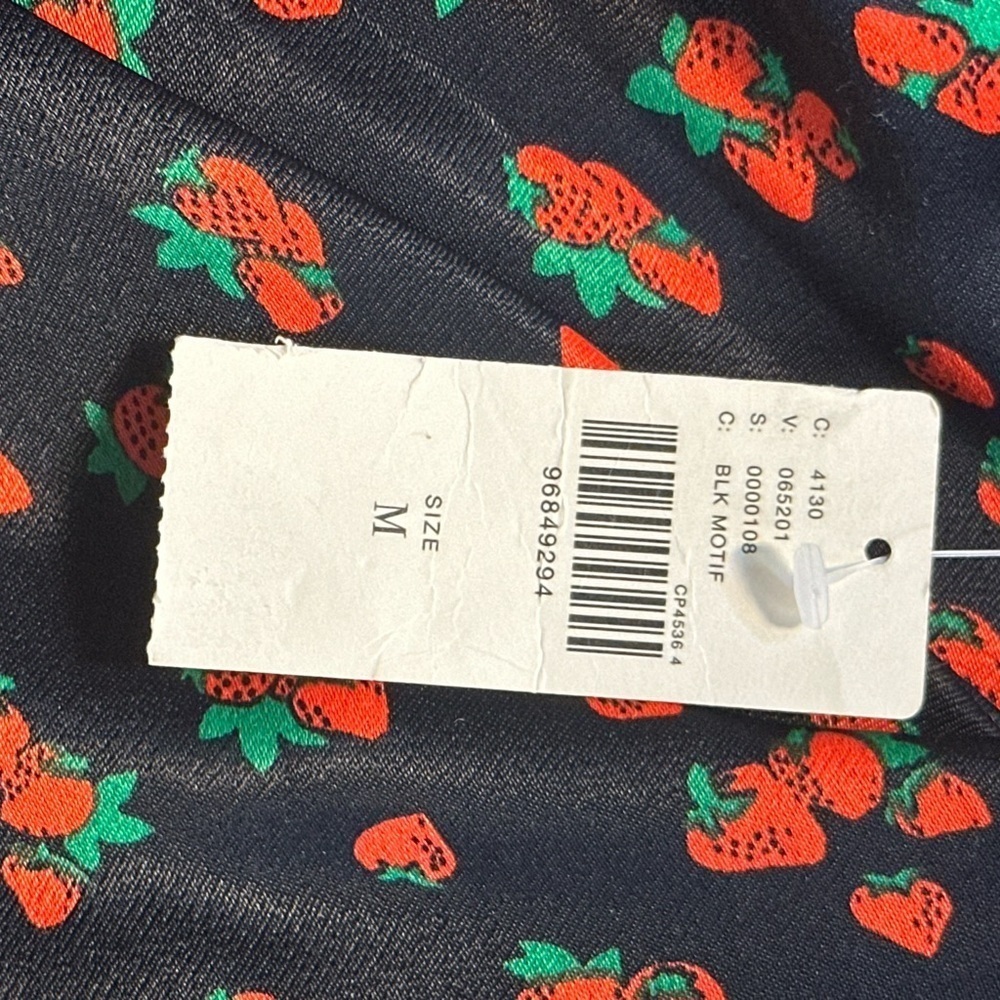 C: 4130
V: 065201
S: 0000108
C: BLK MOTIF
CP4536 4
96849294
SIZE
M